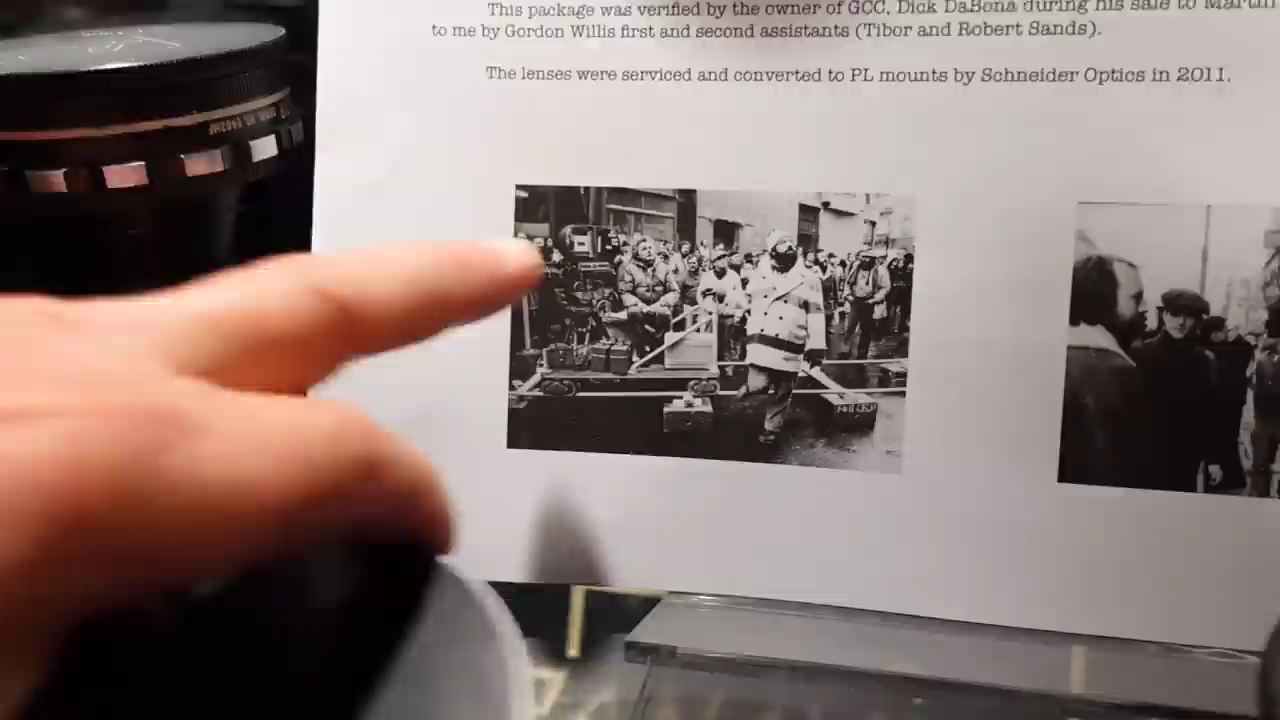 This package was verified by the owner of GCC, Dick DaBona during his sale to Martin
to me by Gordon Willis first and second assistants (Tibor and Robert Sands).
The lenses were serviced and converted to PL mounts by Schneider Optics in 2011.